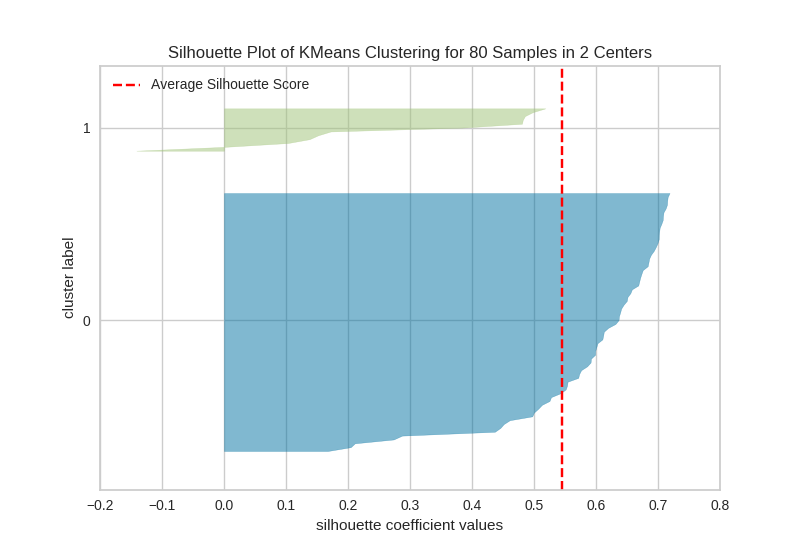 Silhouette Plot of KMeans Clustering for 80 Samples in 2 Centers
Average Silhouette Score
1
0
cluster label
−0.2 −0.1 0.0 0.1 0.2 0.3 0.4 0.5 0.6 0.7 0.8
silhouette coefficient values